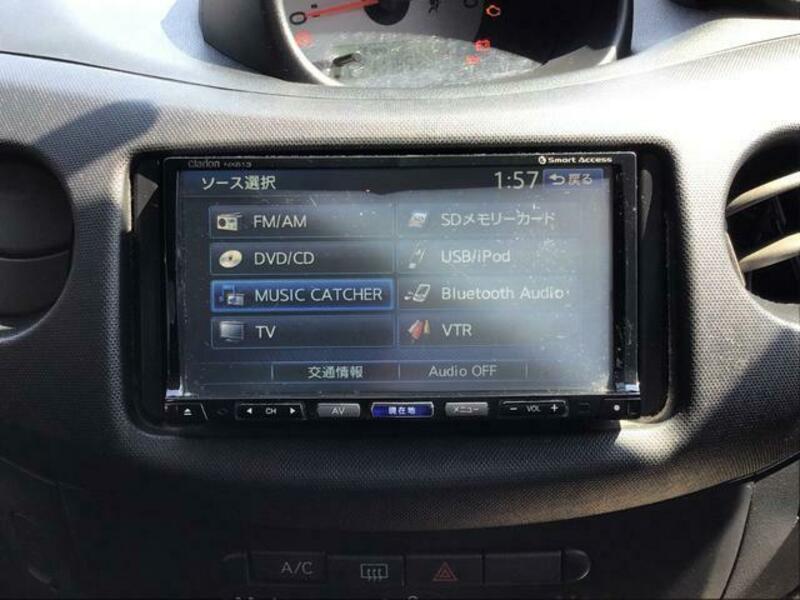 Clarion
Smart Access
ソース選択
1:57
戻る
FM/AM
SDメモリーカード
DVD/CD
USB/iPod
MUSIC CATCHER
Bluetooth Audio
TV
VTR
交通情報
Audio OFF
CH
AV
現在地
メニュー
− VOL +
A/C